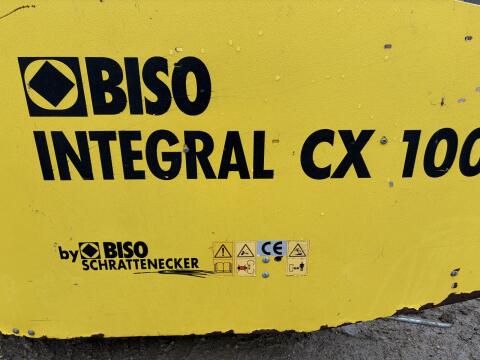 BISO
INTEGRAL CX 100
by BISO
SCHRATTENECKER
CE